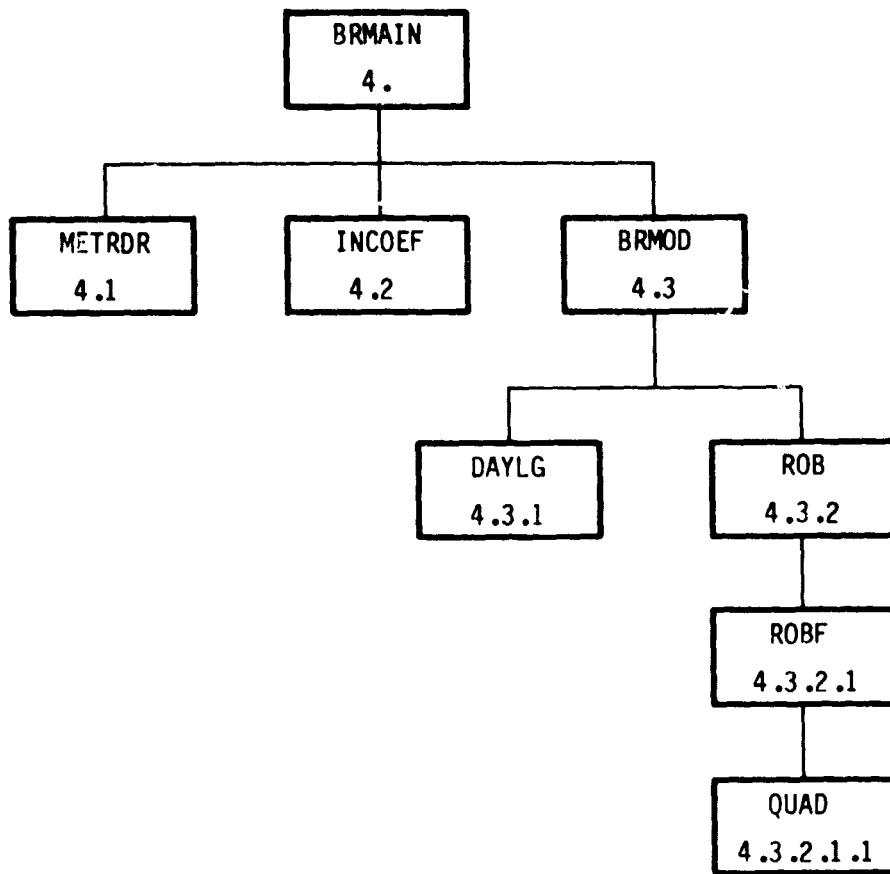 BRMAIN
4.
METRDR
4.1
INCOEF
4.2
BRMOD
4.3
DAYLG
4.3.1
ROB
4.3.2
ROBF
4.3.2.1
QUAD
4.3.2.1.1